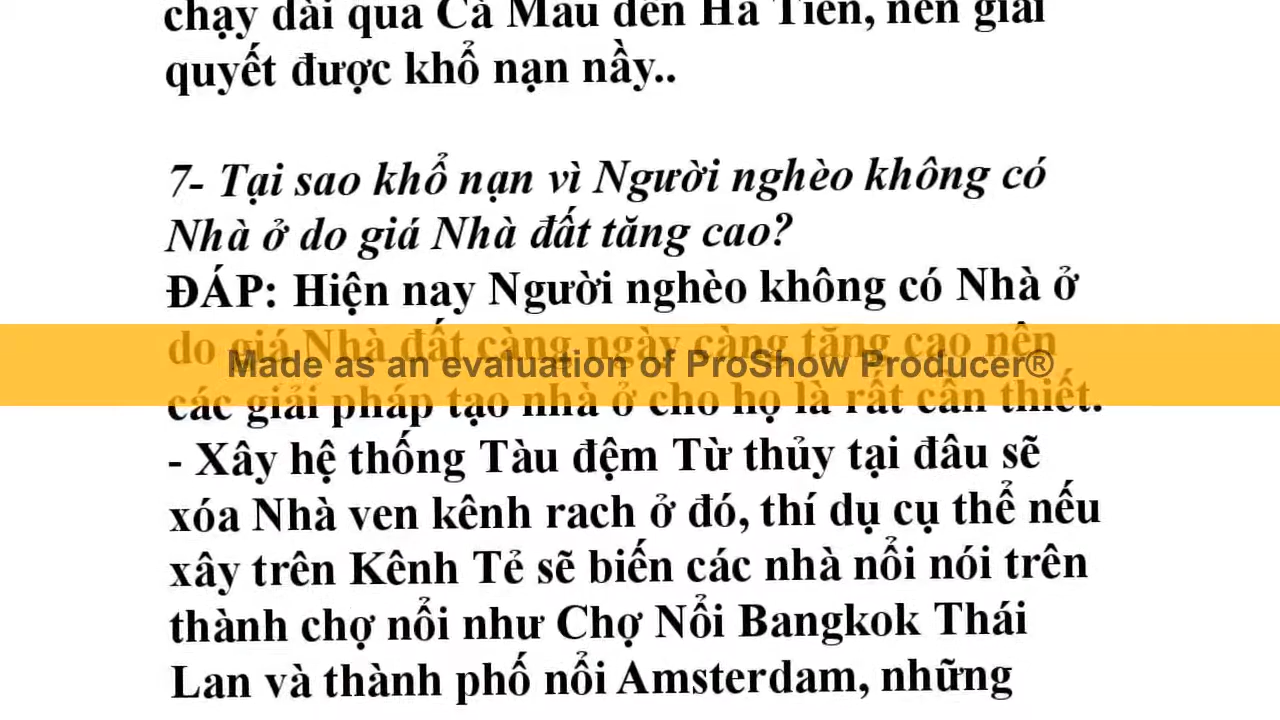 chạy dài qua Cà Mau đến Hà Tiên, nên giải
quyết được khổ nạn nầy..
7- Tại sao khổ nạn vì Người nghèo không có
Nhà ở do giá Nhà đất tăng cao?
ĐÁP: Hiện nay Người nghèo không có Nhà ở
do giá Nhà đất càng ngày càng tăng cao nên
Made as an evaluation of ProShow Producer®
các giải pháp tạo nhà ở cho họ là rất cần thiết.
- Xây hệ thống Tàu đệm Từ thủy tại đâu sẽ
xóa Nhà ven kênh rach ở đó, thí dụ cụ thể nếu
xây trên Kênh Tẻ sẽ biến các nhà nổi nói trên
thành chợ nổi như Chợ Nổi Bangkok Thái
Lan và thành phố nổi Amsterdam, những